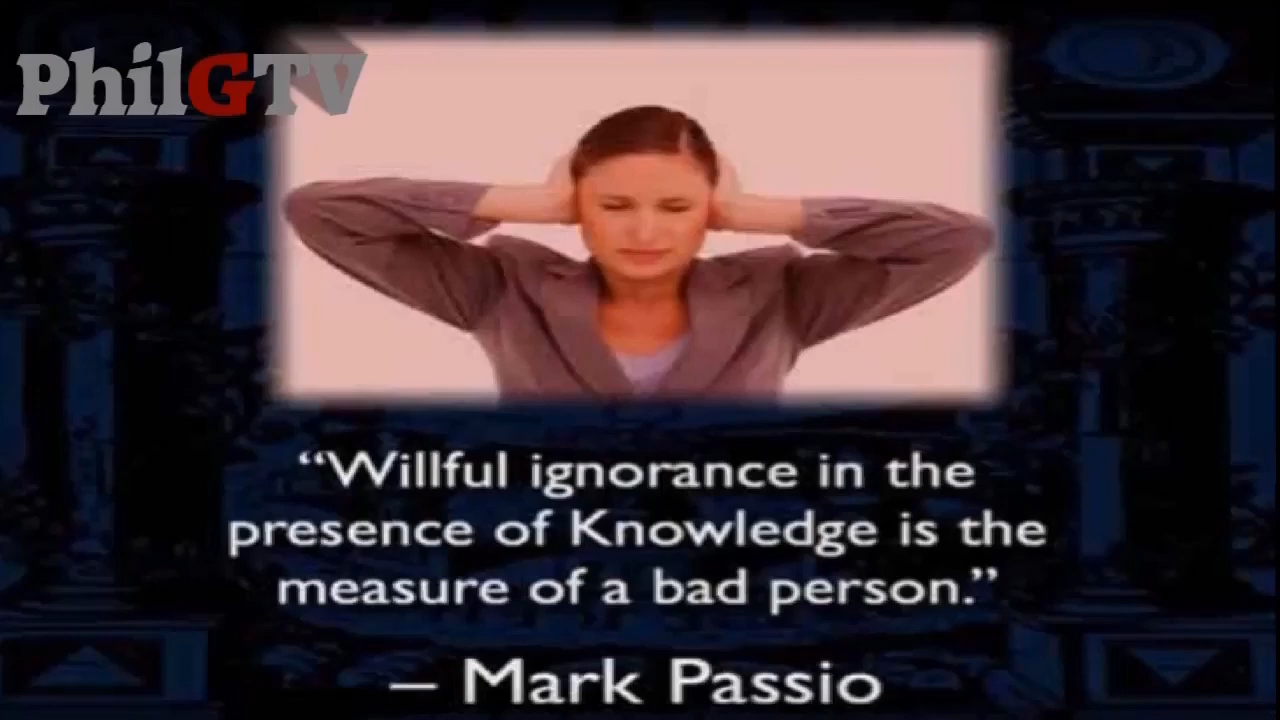 PhilGTV
“Willful ignorance in the
presence of Knowledge is the
measure of a bad person.”
– Mark Passio